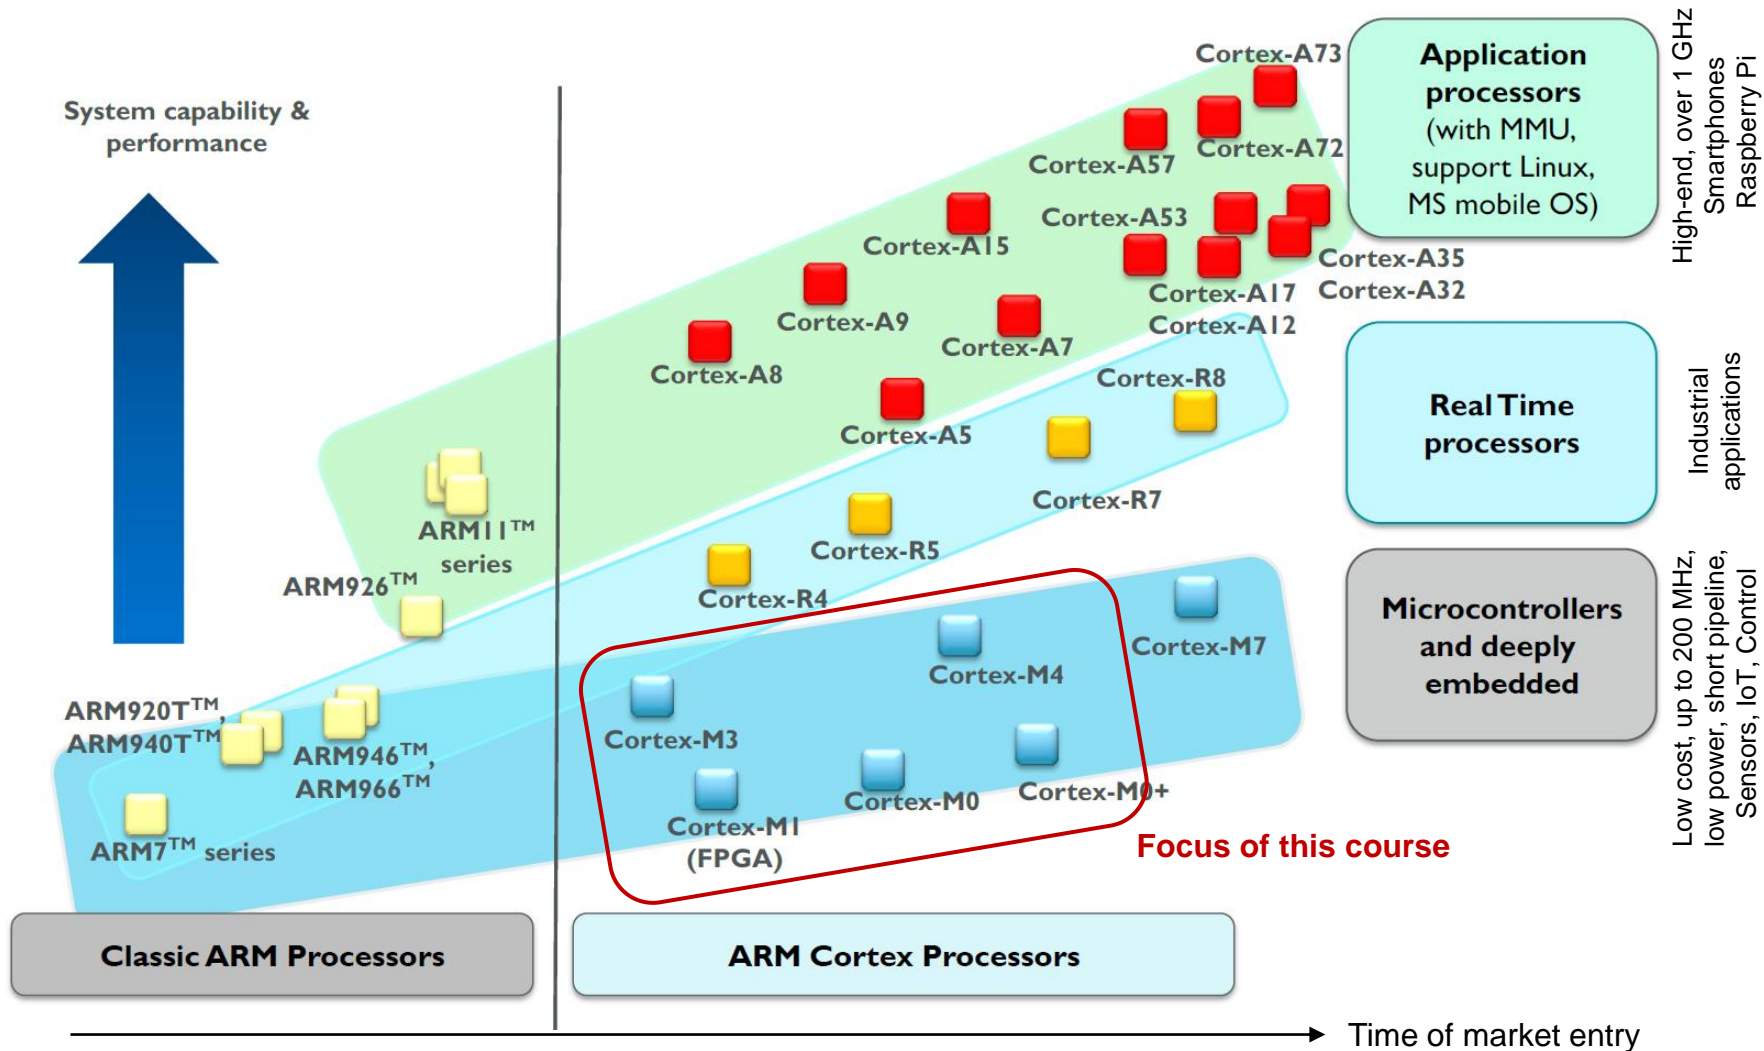 System capability &
performance
Cortex-A73
Cortex-A57
Cortex-A72
Cortex-A53
Cortex-A15
Cortex-A35
Cortex-A32
Cortex-A17
Cortex-A12
Cortex-A9
Cortex-A7
Cortex-A8
Cortex-A5
Cortex-R8
Cortex-R7
Cortex-R5
Cortex-R4
ARM11™
series
ARM926™
ARM920T™,
ARM940T™
ARM946™,
ARM966™
ARM7™ series
Cortex-M7
Cortex-M4
Cortex-M3
Cortex-M0
Cortex-M0+
Cortex-M1
(FPGA)
Focus of this course
Application
processors
(with MMU,
support Linux,
MS mobile OS)
High-end, over 1 GHz
Smartphones
Raspberry Pi
Real Time
processors
Industrial
applications
Microcontrollers
and deeply
embedded
Low cost, up to 200 MHz,
low power, short pipeline,
Sensors, IoT, Control
Classic ARM Processors
ARM Cortex Processors
Time of market entry